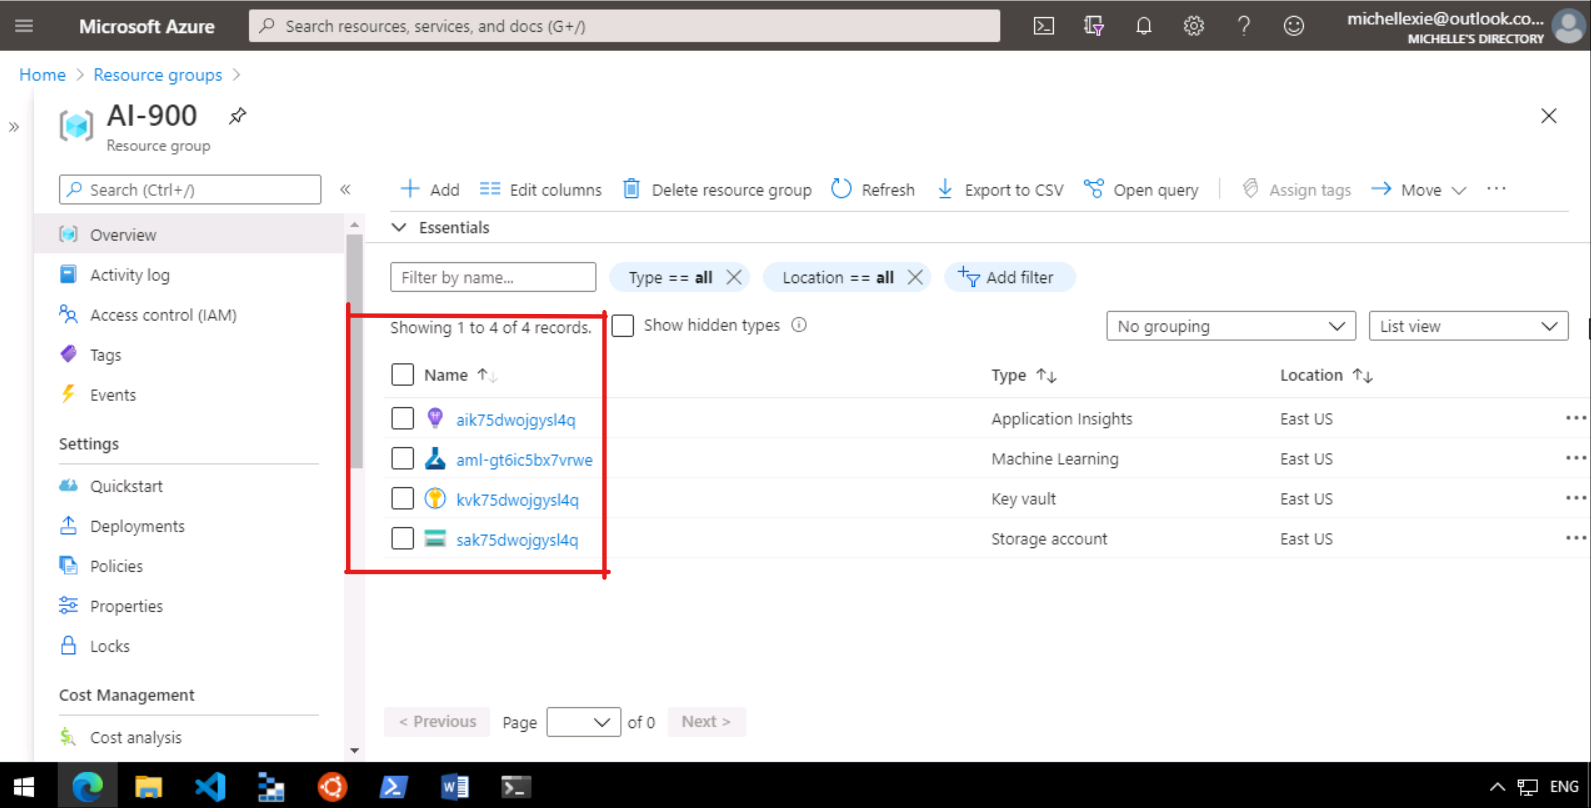 Microsoft Azure
Search resources, services, and docs (G+/)
michellexie@outlook.co...
MICHELLE'S DIRECTORY
Home > Resource groups >
AI-900
Resource group
Search (Ctrl+/)
Overview
Activity log
Access control (IAM)
Tags
Events
Settings
Quickstart
Deployments
Policies
Properties
Locks
Cost Management
Cost analysis
Add Edit columns Delete resource group Refresh Export to CSV Open query Assign tags Move ...
Essentials
Filter by name... Type == all Location == all Add filter
Showing 1 to 4 of 4 records. Show hidden types No grouping List view
Name Type Location
aik75dwojgysl4q Application Insights East US
aml-gt6ic5bx7vrwe Machine Learning East US
kvk75dwojgysl4q Key vault East US
sak75dwojgysl4q Storage account East US
< Previous Page of 0 Next >
ENG